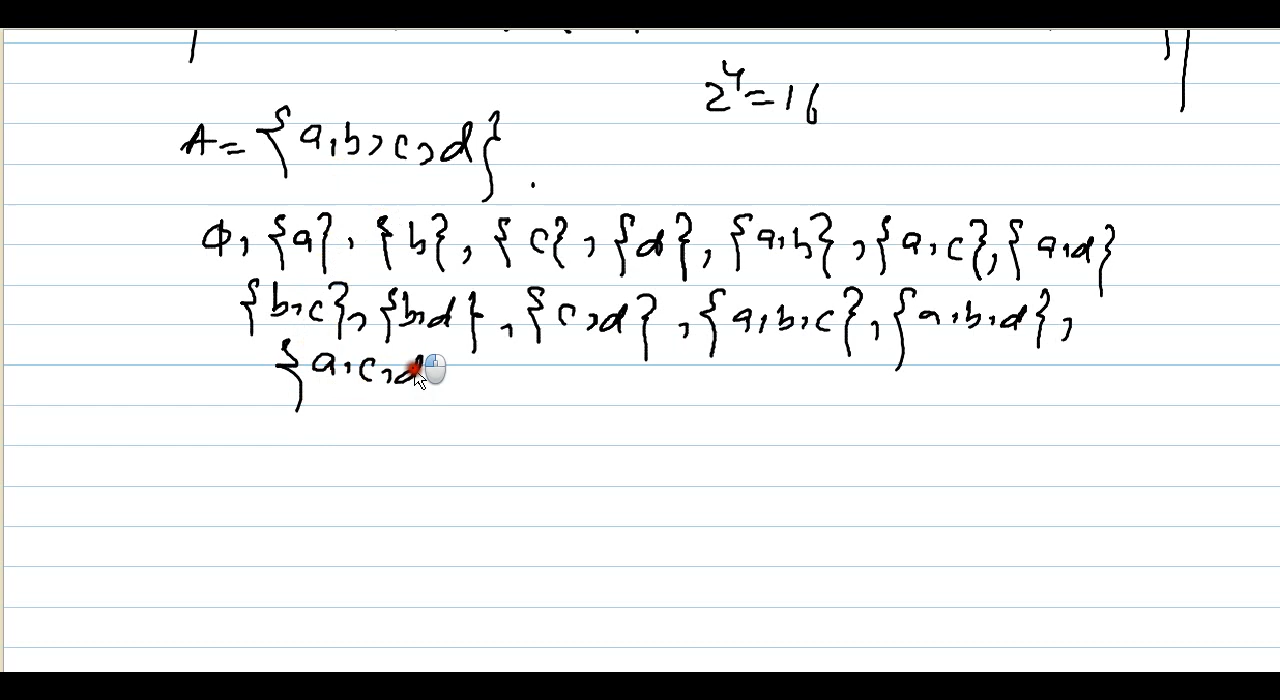 2⁴=16
A= {a,b,c,d}.
Φ, {a}, {b}, {c}, {d}, {a,b}, {a,c}, {a,d}
{b,c}, {b,d}, {c,d}, {a,b,c}, {a,b,d},
{a,c,d